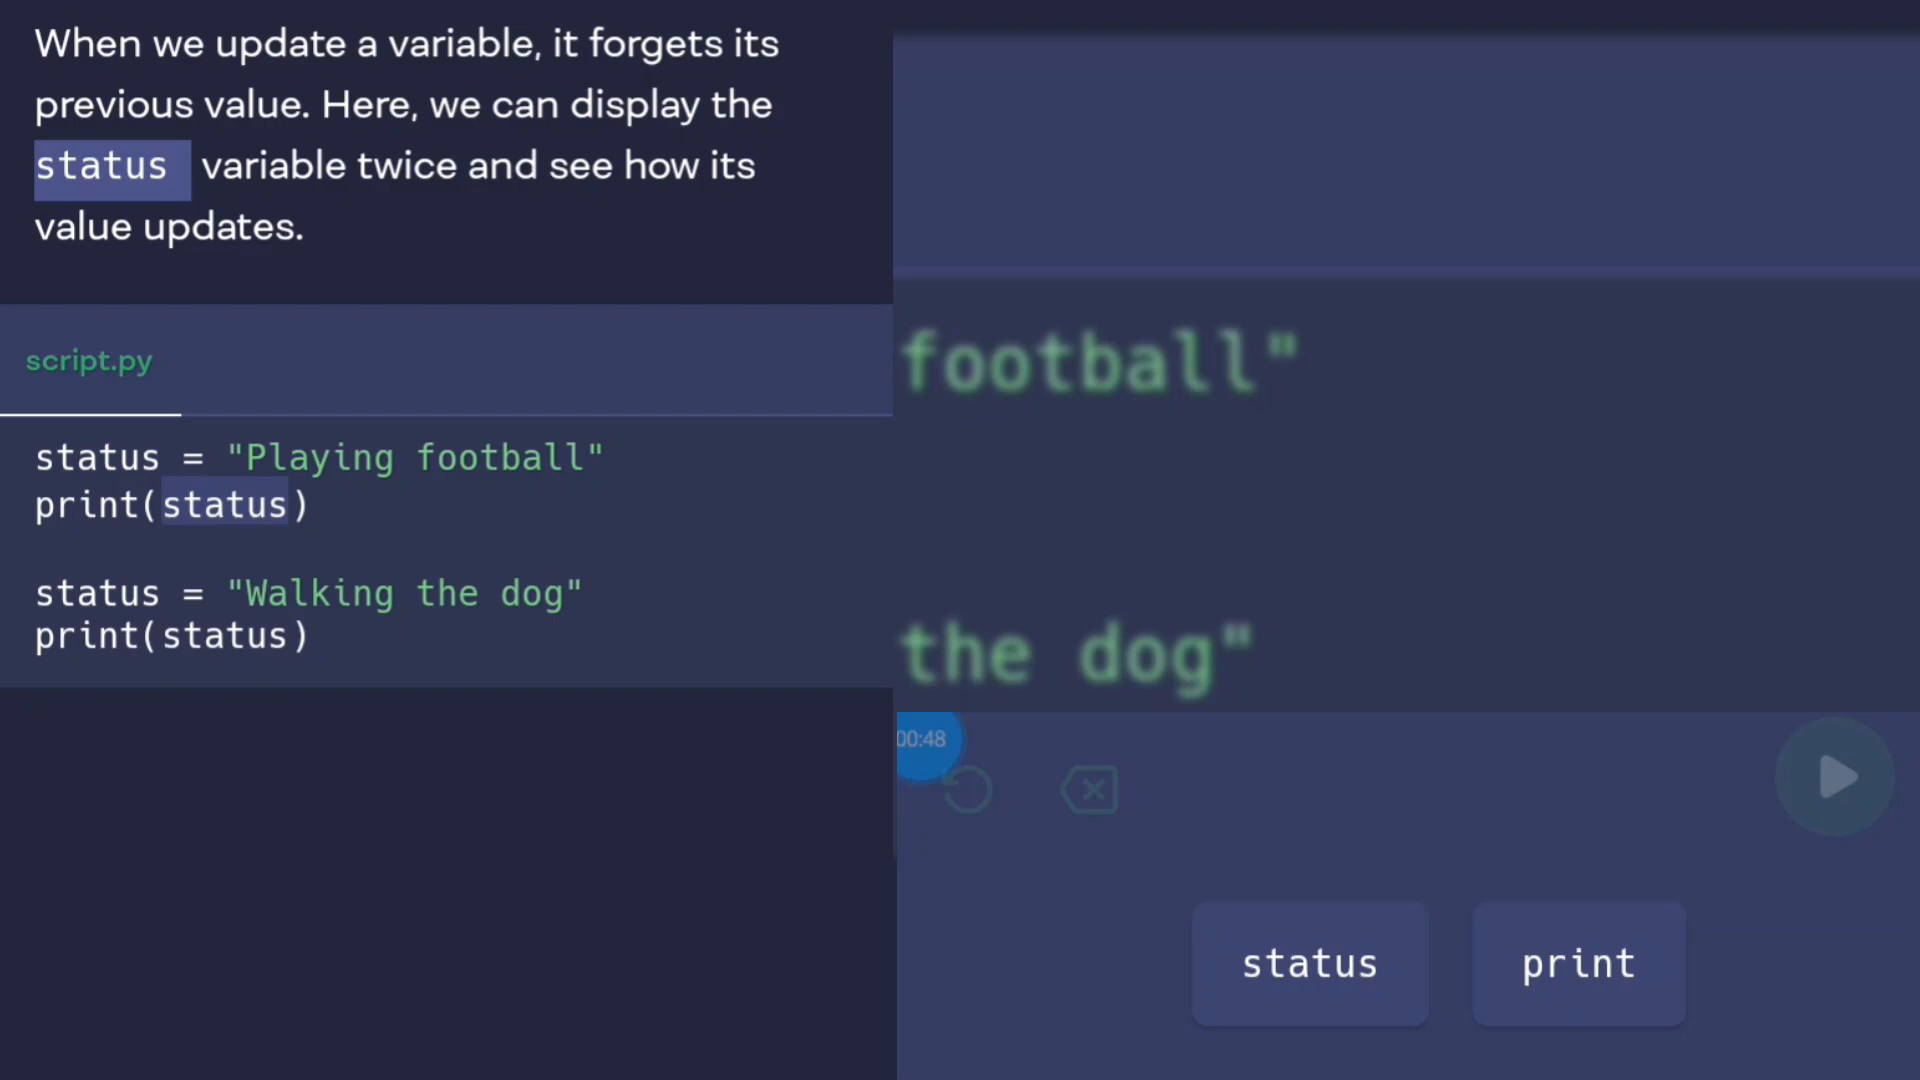 When we update a variable, it forgets its
previous value. Here, we can display the
status variable twice and see how its
value updates.
script.py
status = "Playing football"
print(status)
status = "Walking the dog"
print(status)
football"
the dog"
00:48
status print